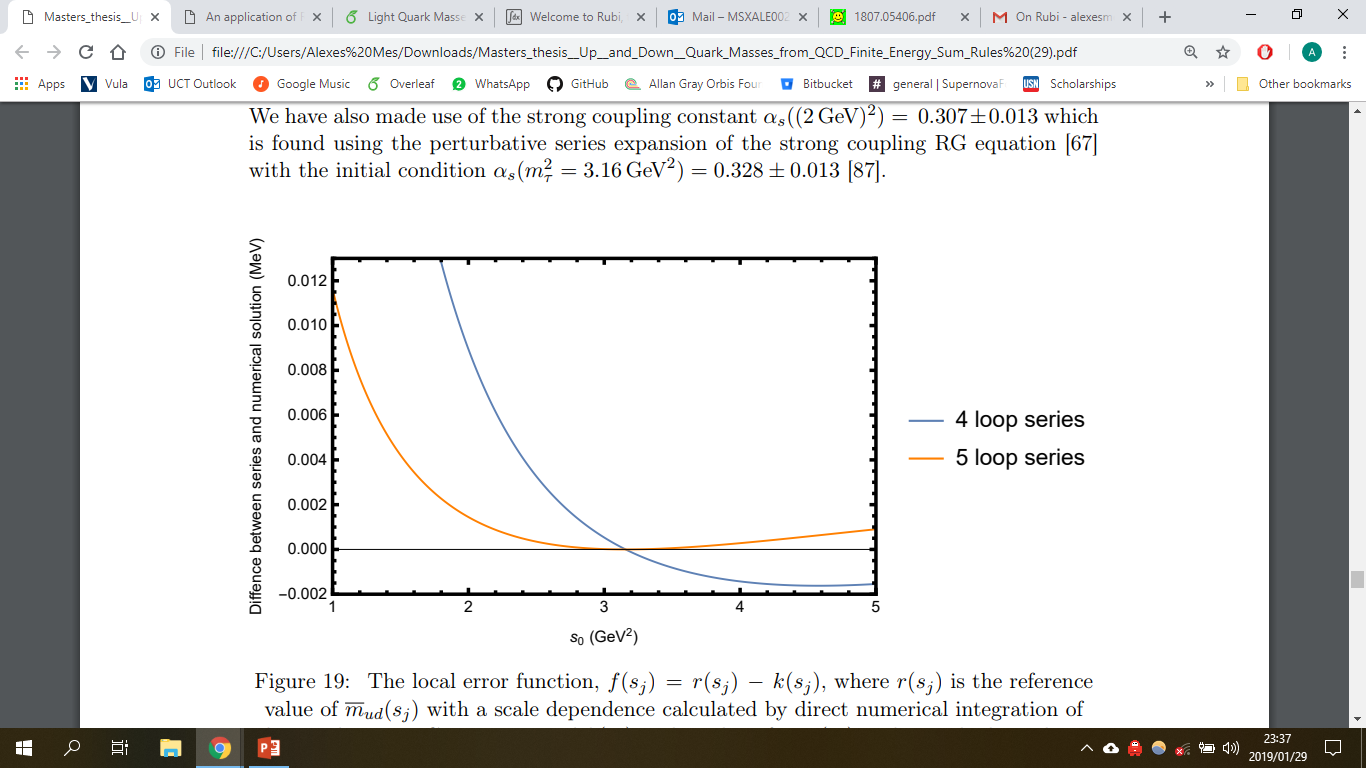 Masters_thesis__U
An application of F
Light Quark Masse
Welcome to Rubi,
Mail – MSXALE002
1807.05406.pdf
On Rubi - alexesm
File
file:///C:/Users/Alexes%20Mes/Downloads/Masters_thesis__Up__and_Down__Quark_Masses_from_QCD_Finite_Energy_Sum_Rules%20(29).pdf
A
Apps
Vula
UCT Outlook
Google Music
Overleaf
WhatsApp
GitHub
Allan Gray Orbis Four
Bitbucket
general | SupernovaF
Scholarships
Other bookmarks
We have also made use of the strong coupling constant αₛ((2 GeV)²) = 0.307±0.013 which
is found using the perturbative series expansion of the strong coupling RG equation [67]
with the initial condition αₛ(m²_τ = 3.16 GeV²) = 0.328 ± 0.013 [87].
Diffence between series and numerical solution (MeV)
0.012
0.010
0.008
0.006
0.004
0.002
0.000
−0.002
1 2 3 4 5
s₀ (GeV²)
4 loop series
5 loop series
Figure 19: The local error function, f(sⱼ) = r(sⱼ) − k(sⱼ), where r(sⱼ) is the reference
value of m̅_ud(sⱼ) with a scale dependence calculated by direct numerical integration of
23:37
2019/01/29